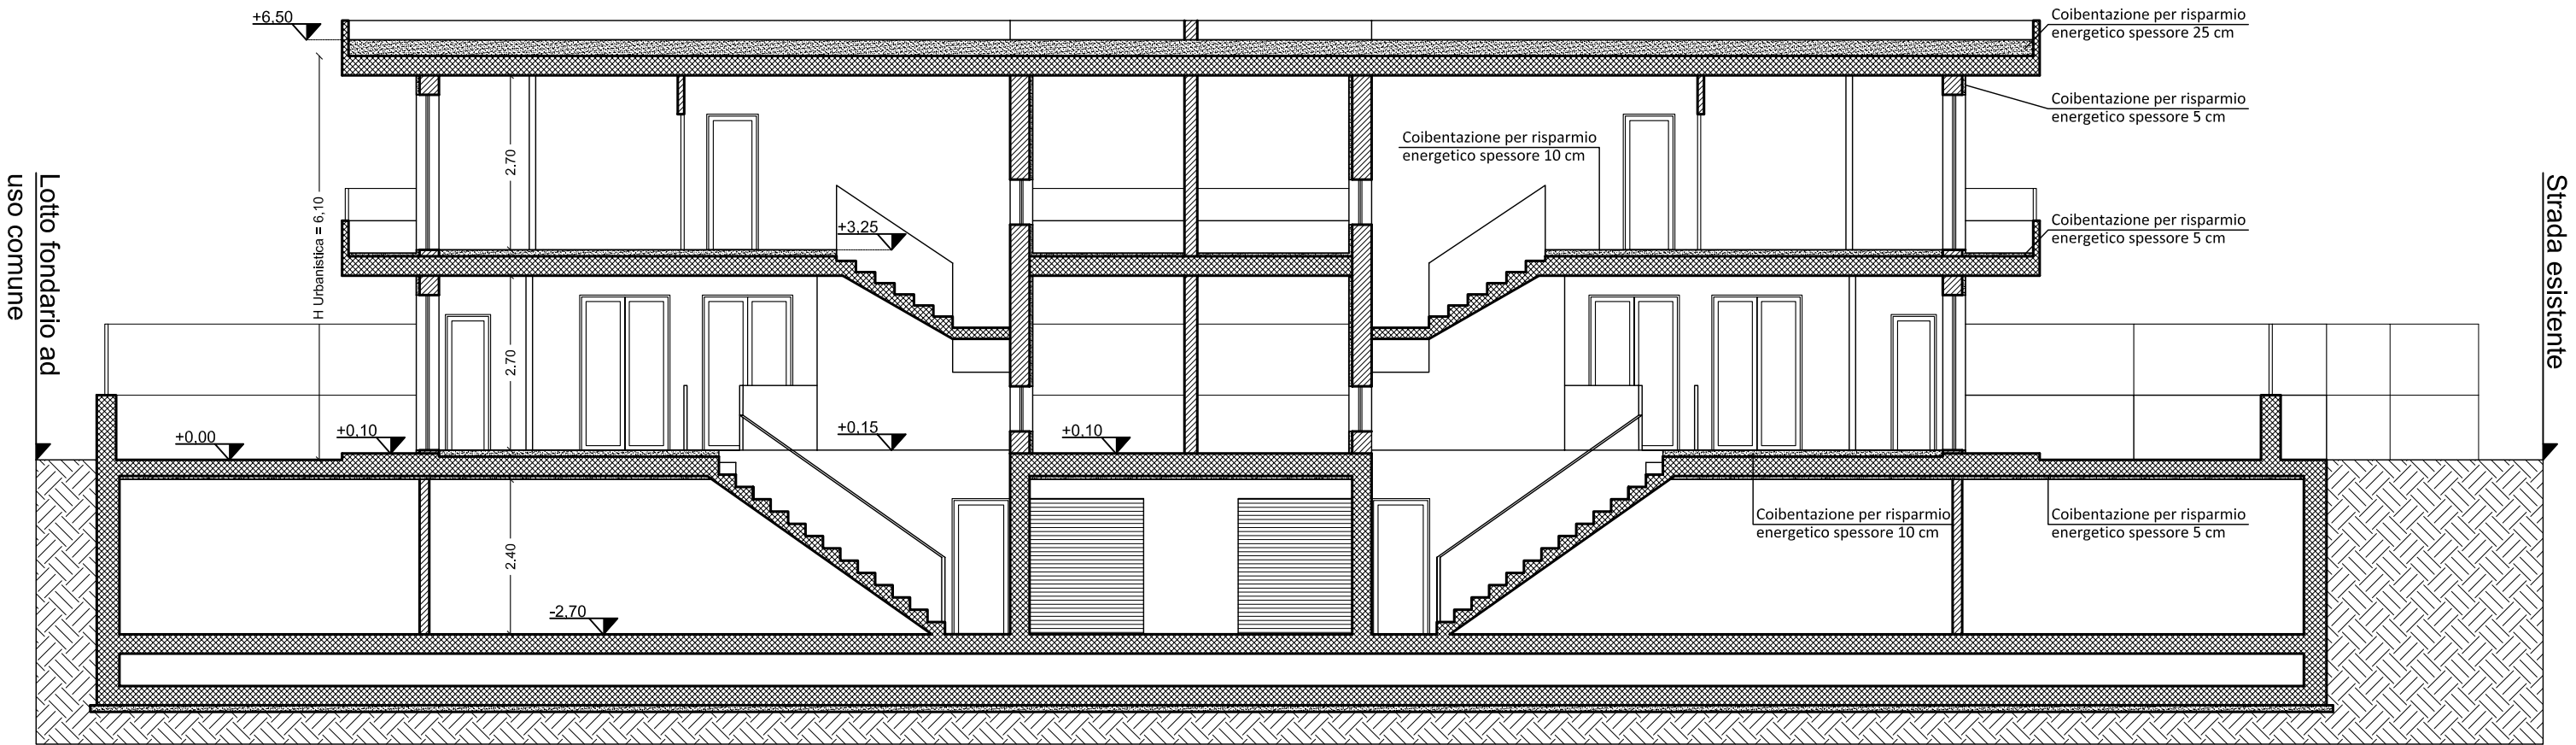 +6,50
Coibentazione per risparmio
energetico spessore 25 cm
Coibentazione per risparmio
energetico spessore 5 cm
Coibentazione per risparmio
energetico spessore 10 cm
2,70
H Urbanistica = 6,10
Lotto fondario ad
uso comune
+3,25
Coibentazione per risparmio
energetico spessore 5 cm
Strada esistente
2,70
+0,00
+0,10
+0,15
+0,10
2,40
Coibentazione per risparmio
energetico spessore 10 cm
Coibentazione per risparmio
energetico spessore 5 cm
-2,70